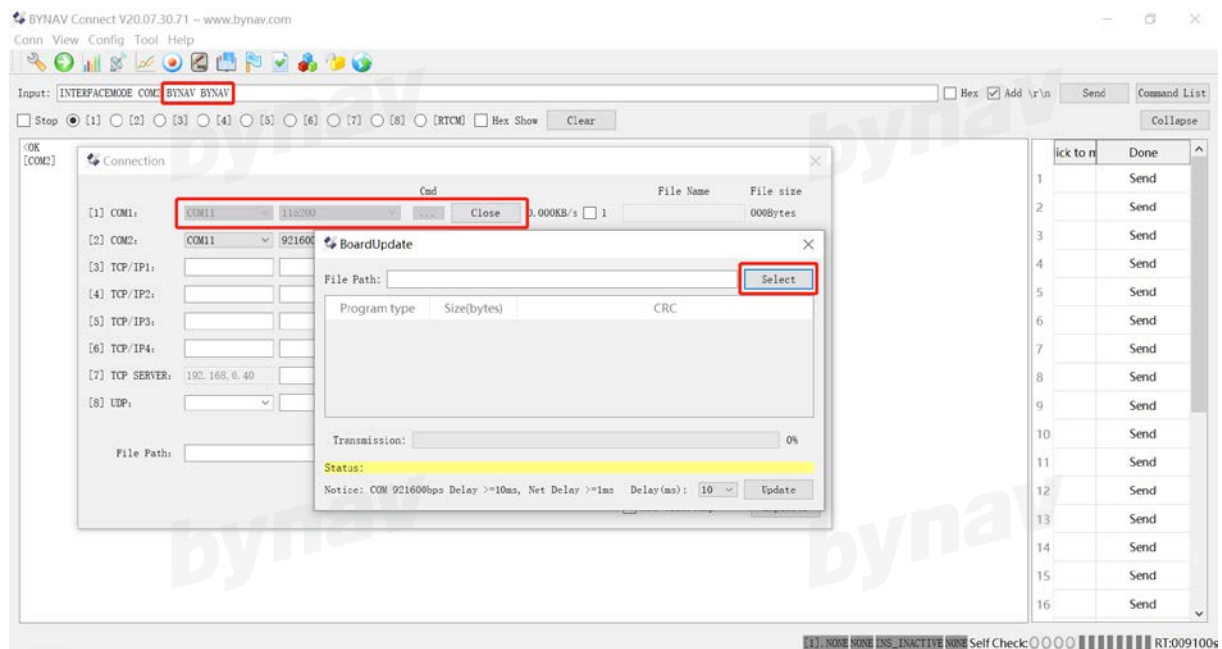 BYNAV Connect V20.07.30.71 - www.bynav.com
Conn View Config Tool Help
Input: INTERFACEMODE COM2 BYNAV BYNAV Hex Add \r\n Send Command List
Stop [1] [2] [3] [4] [5] [6] [7] [8] [RTCM] Hex Show Clear Collapse
<OK
[COM2]
Connection
Cmd File Name File size
[1] COM1: COM11 115200 ... Close 0.000KB/s 1 000Bytes
[2] COM2: COM11 921600
[3] TCP/IP1:
[4] TCP/IP2:
[5] TCP/IP3:
[6] TCP/IP4:
[7] TCP SERVER: 192.168.0.40
[8] UDP:
File Path:
BoardUpdate
File Path: Select
Program type Size(bytes) CRC
Transmission: 0%
Status:
Notice: COM 921600bps Delay >=10ms, Net Delay >=1ms Delay(ms): 10 Update
ick to n Done
1 Send
2 Send
3 Send
4 Send
5 Send
6 Send
7 Send
8 Send
9 Send
10 Send
11 Send
12 Send
13 Send
14 Send
15 Send
16 Send
[1].NONE NONE INS_INACTIVE NONE Self Check: RT:009100s
bynav
bynav
bynav
bynav